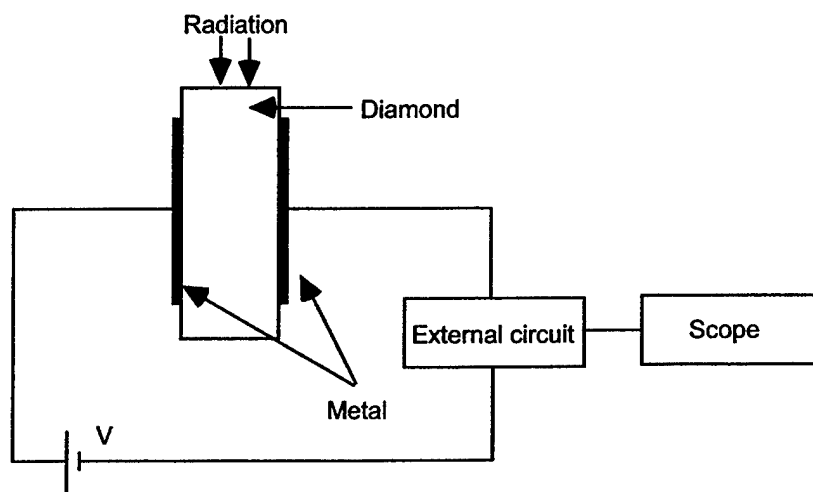 Radiation
Diamond
External circuit
Scope
Metal
V